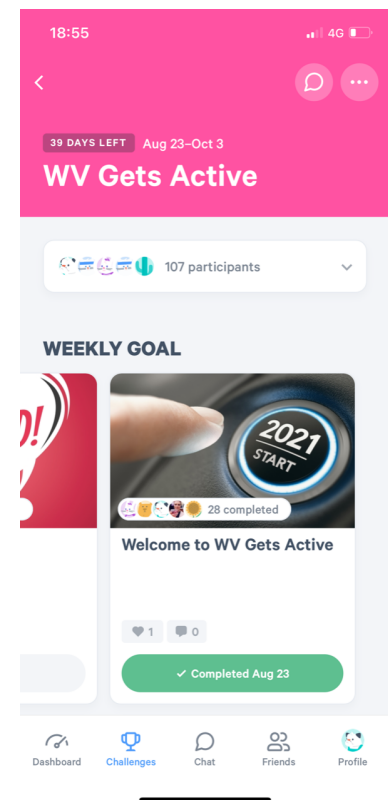 18:55
4G
39 DAYS LEFT Aug 23–Oct 3
WV Gets Active
107 participants
WEEKLY GOAL
2021
START
28 completed
Welcome to WV Gets Active
1
0
Completed Aug 23
Dashboard
Challenges
Chat
Friends
Profile